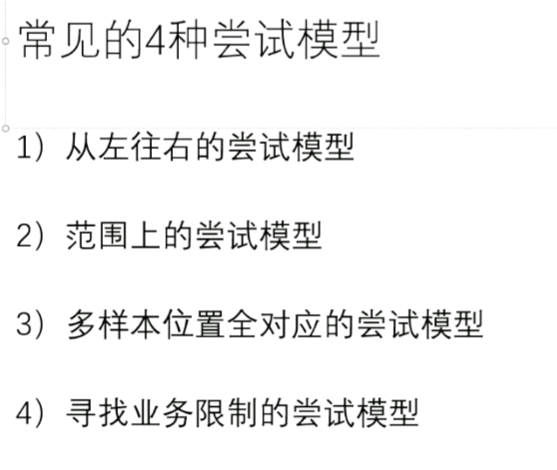 常见的4种尝试模型
1）从左往右的尝试模型
2）范围上的尝试模型
3）多样本位置全对应的尝试模型
4）寻找业务限制的尝试模型